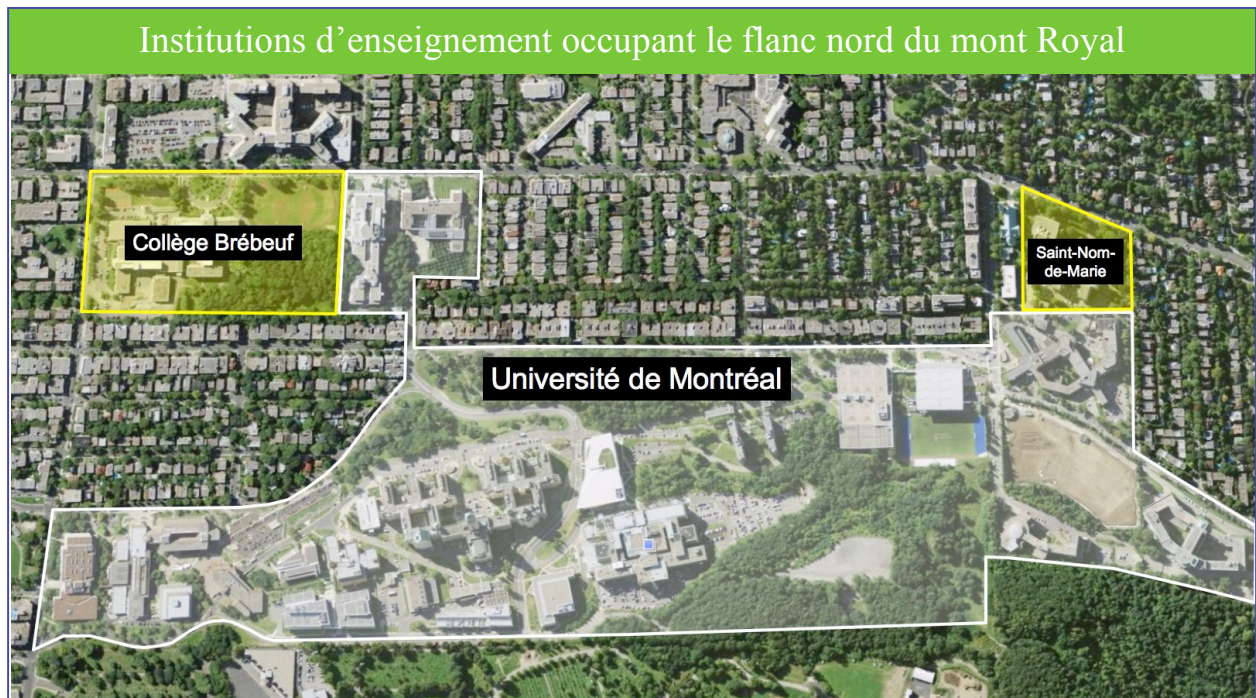 Institutions d’enseignement occupant le flanc nord du mont Royal
Collège Brébeuf
Saint-Nom-
de-Marie
Université de Montréal